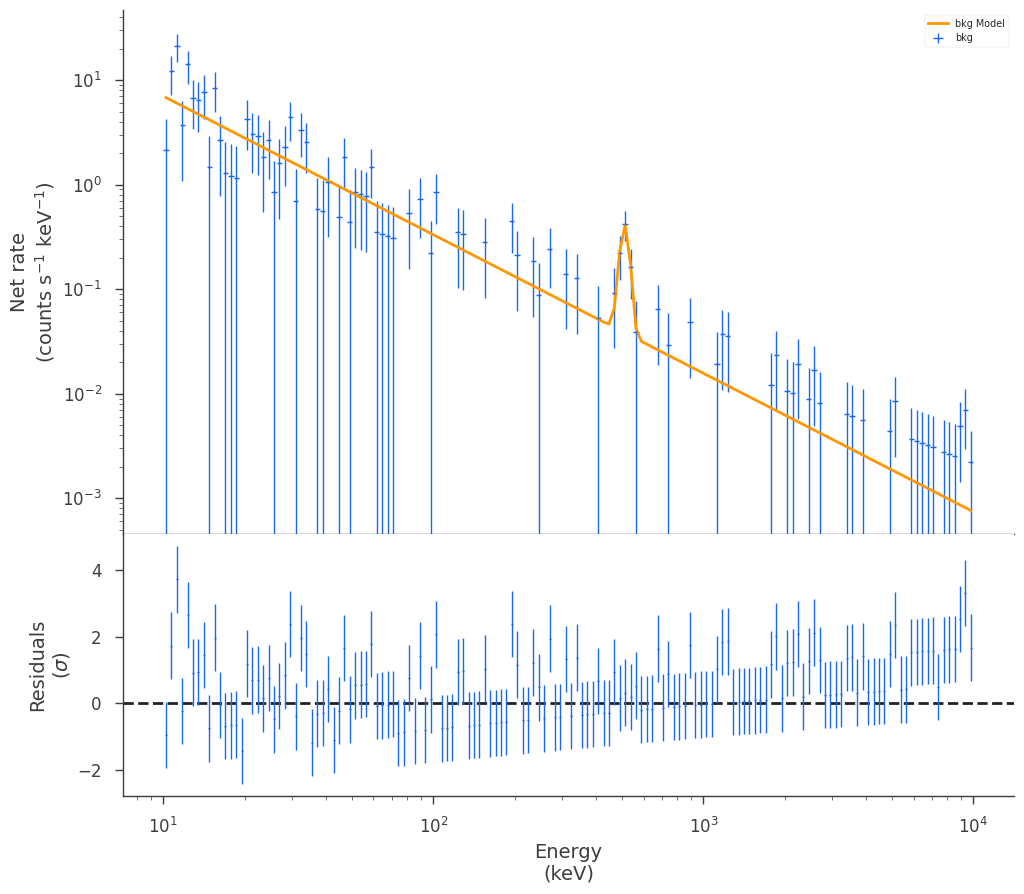 bkg Model
bkg
Net rate
(counts s⁻¹ keV⁻¹)
10¹
10⁰
10⁻¹
10⁻²
10⁻³
Residuals
(σ)
4
2
0
−2
10¹
10²
10³
10⁴
Energy
(keV)